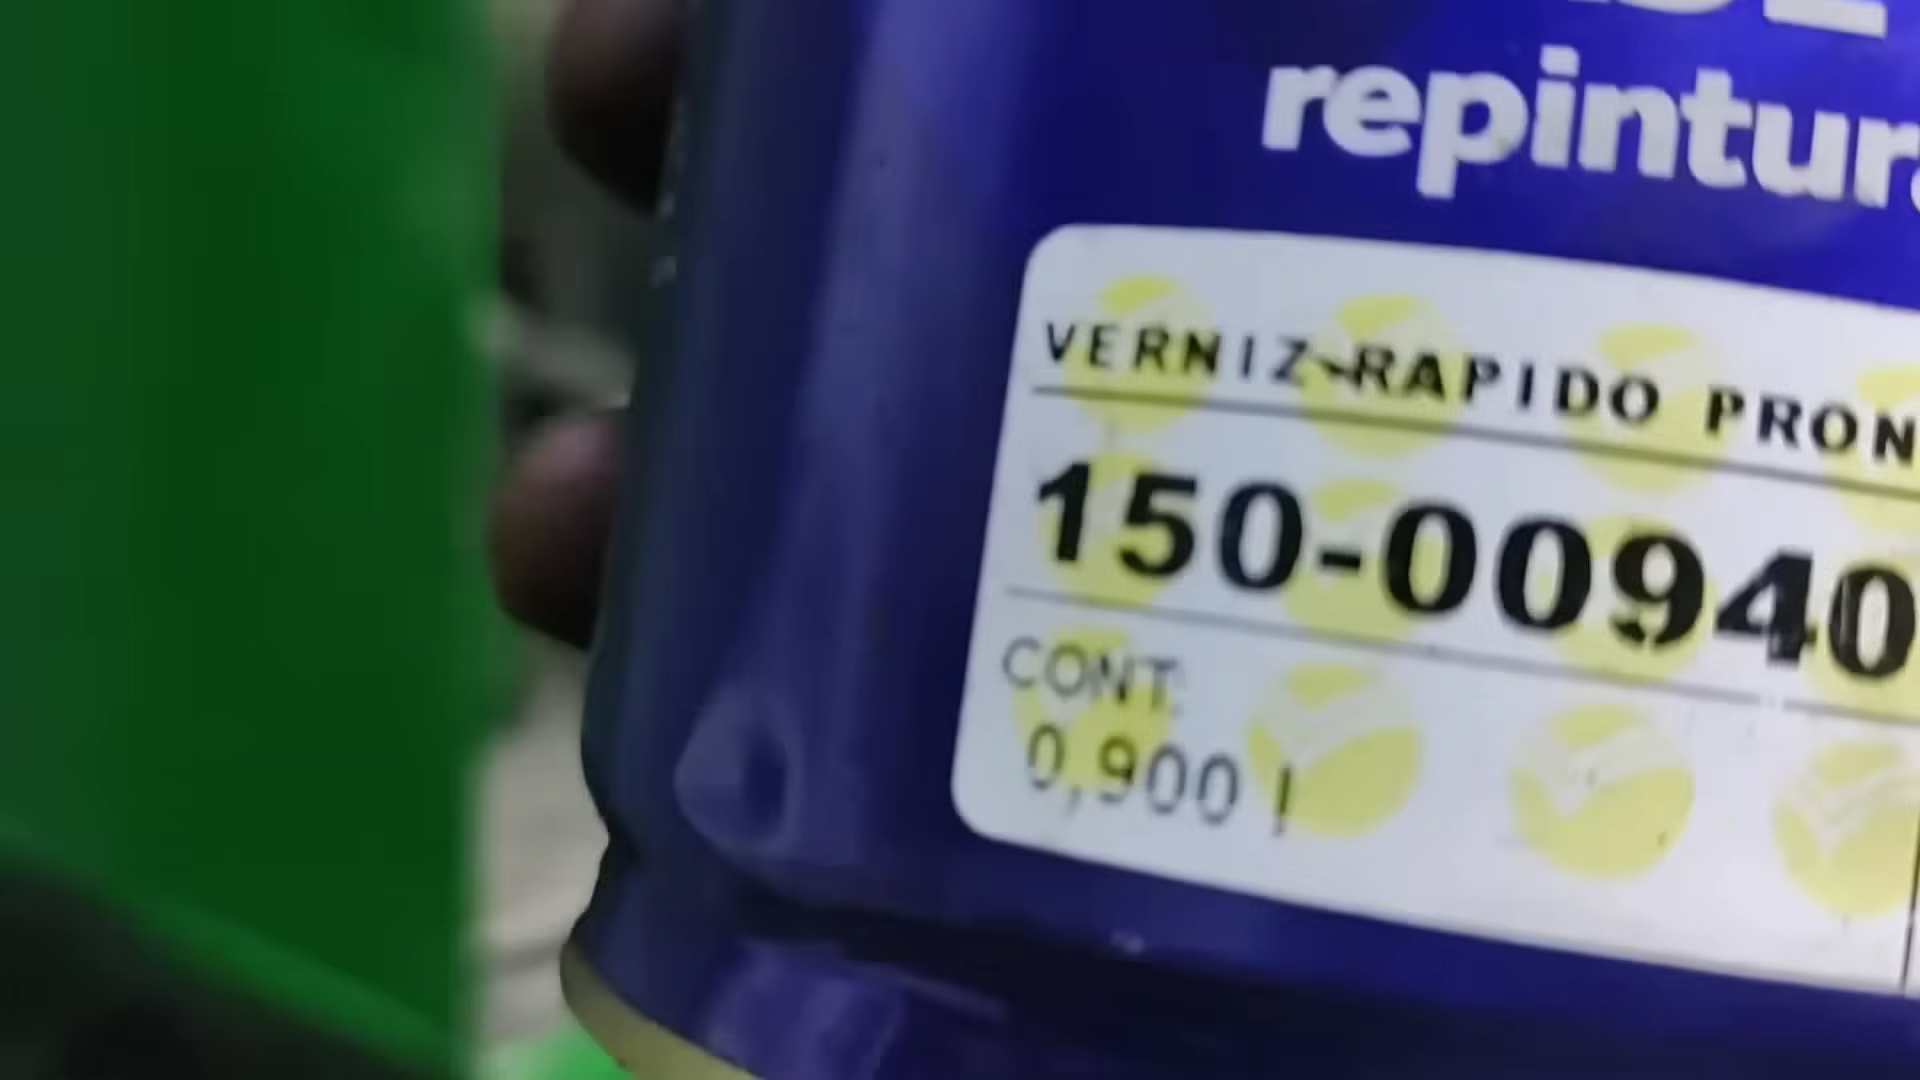 repintur
VERNIZ RAPIDO PRON
150-00940
CONT.
0,900 l